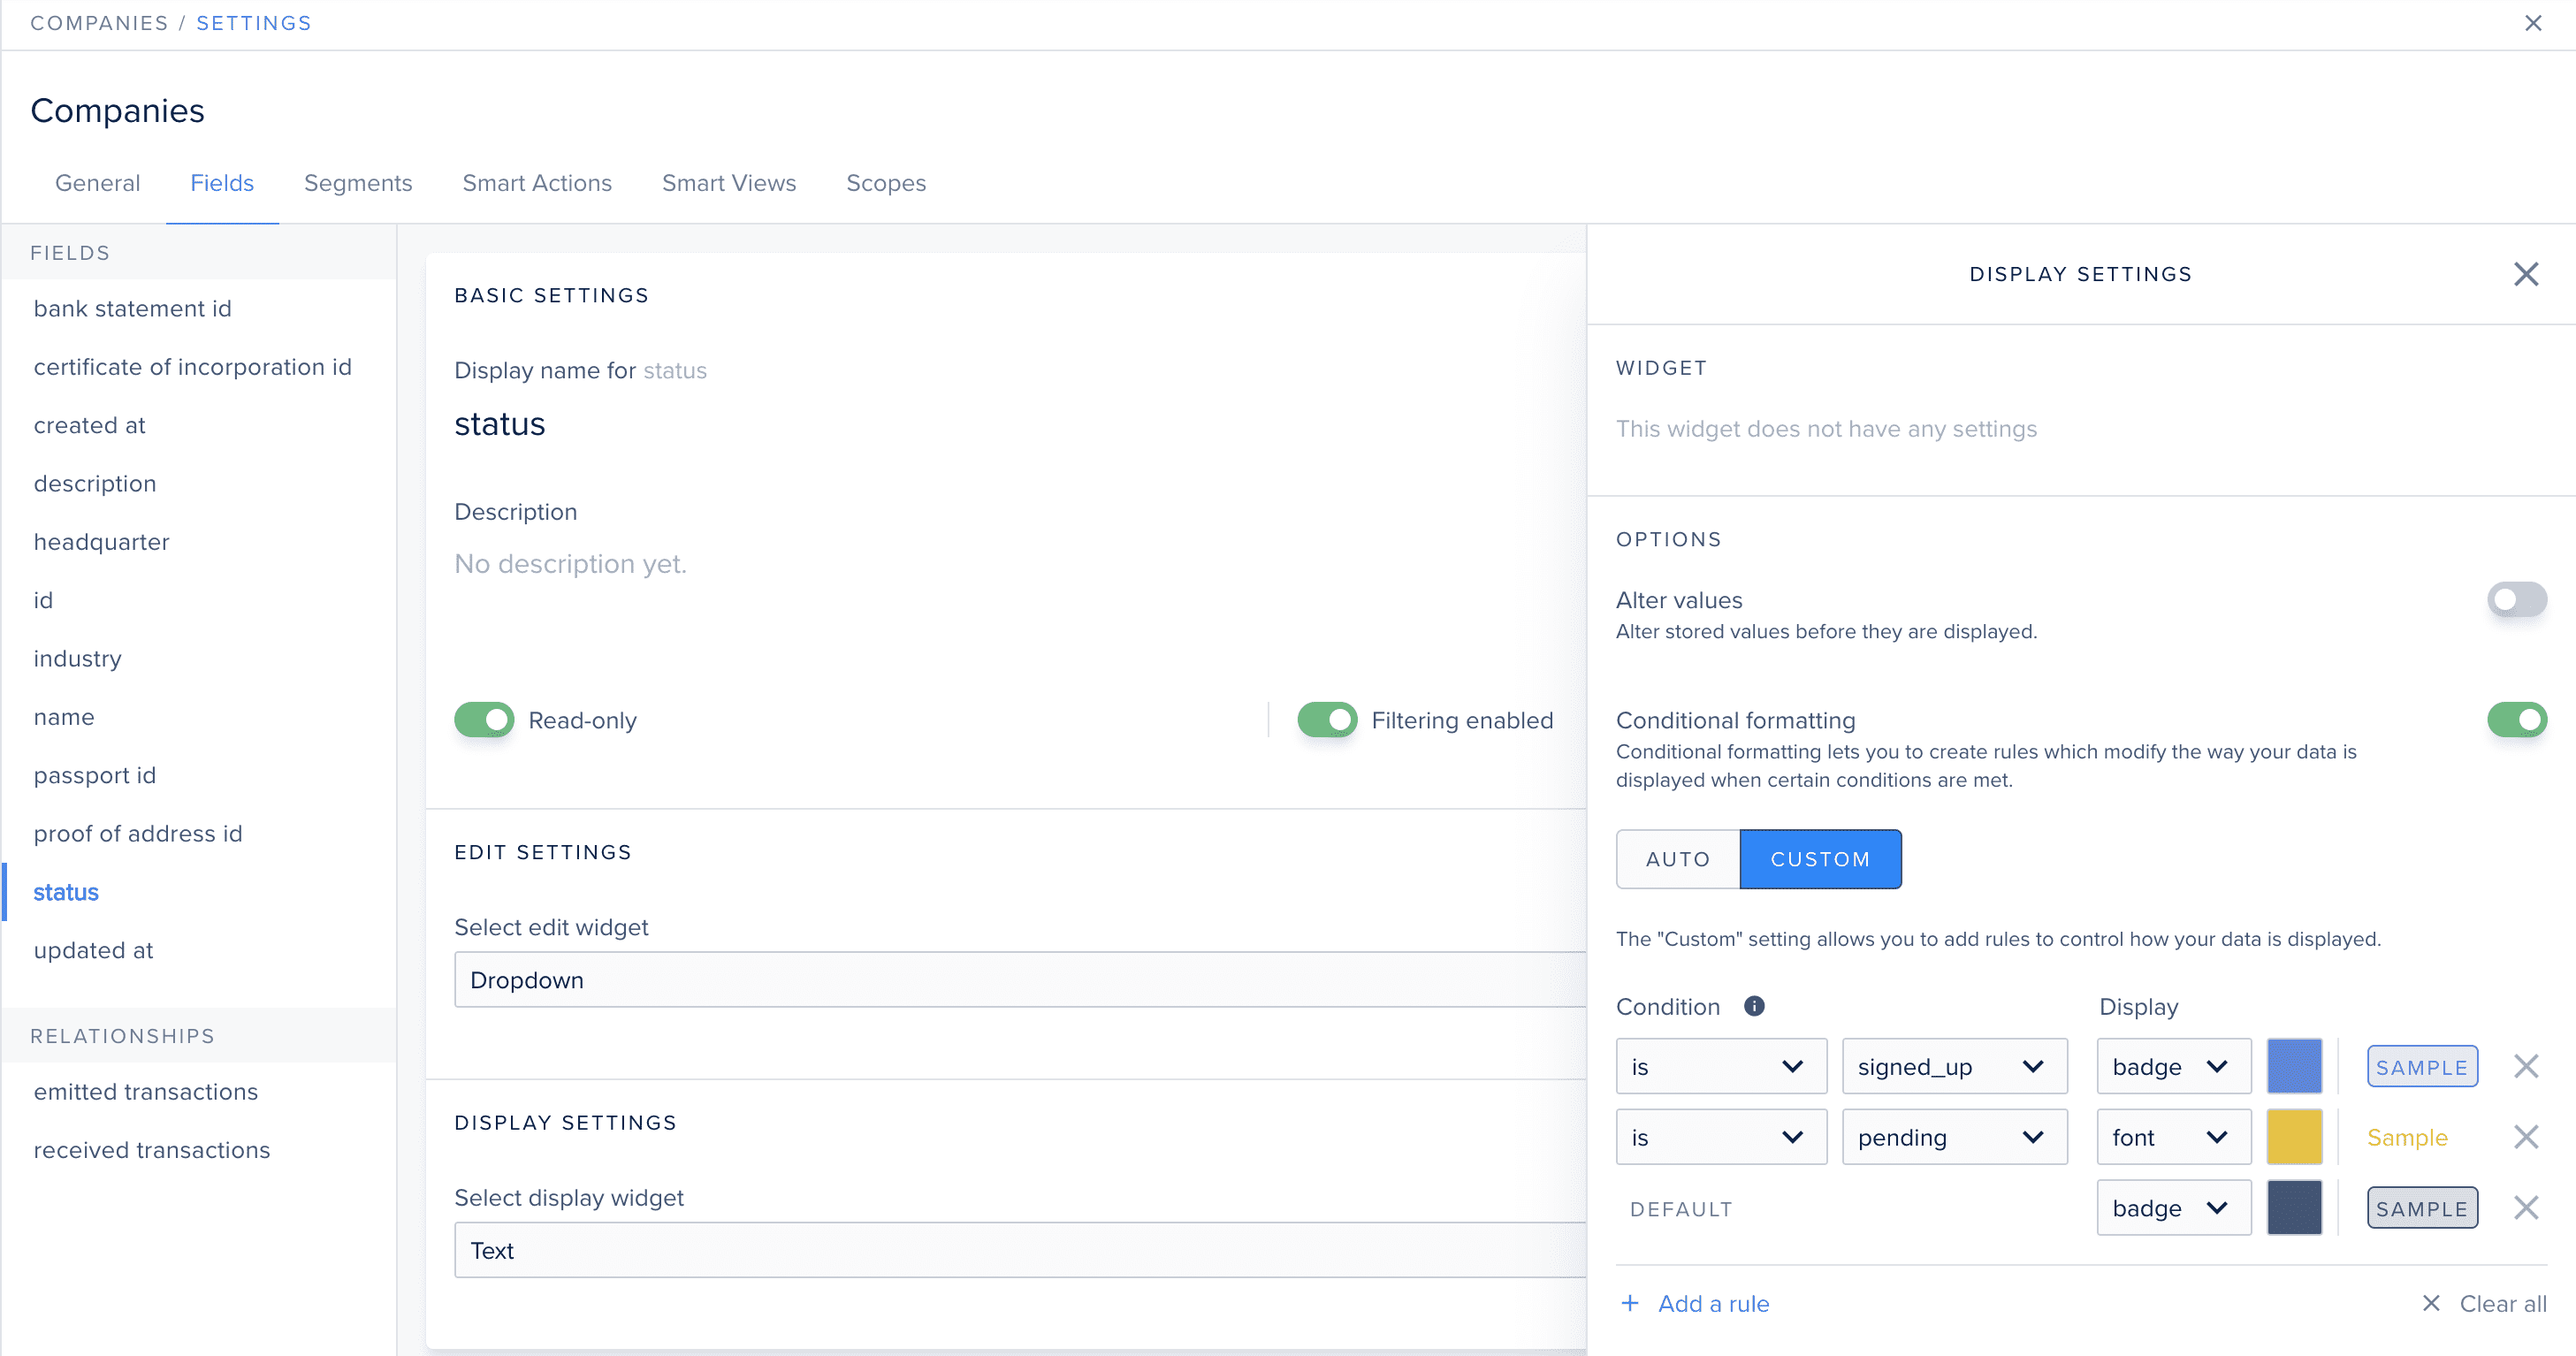 COMPANIES / SETTINGS
Companies
General Fields Segments Smart Actions Smart Views Scopes
FIELDS
bank statement id
certificate of incorporation id
created at
description
headquarter
id
industry
name
passport id
proof of address id
status
updated at
RELATIONSHIPS
emitted transactions
received transactions
BASIC SETTINGS
Display name for status
status
Description
No description yet.
Read-only
Filtering enabled
EDIT SETTINGS
Select edit widget
Dropdown
DISPLAY SETTINGS
Select display widget
Text
DISPLAY SETTINGS
WIDGET
This widget does not have any settings
OPTIONS
Alter values
Alter stored values before they are displayed.
Conditional formatting
Conditional formatting lets you to create rules which modify the way your data is
displayed when certain conditions are met.
AUTO CUSTOM
The "Custom" setting allows you to add rules to control how your data is displayed.
Condition Display
is signed_up badge SAMPLE
is pending font Sample
DEFAULT badge SAMPLE
+ Add a rule Clear all